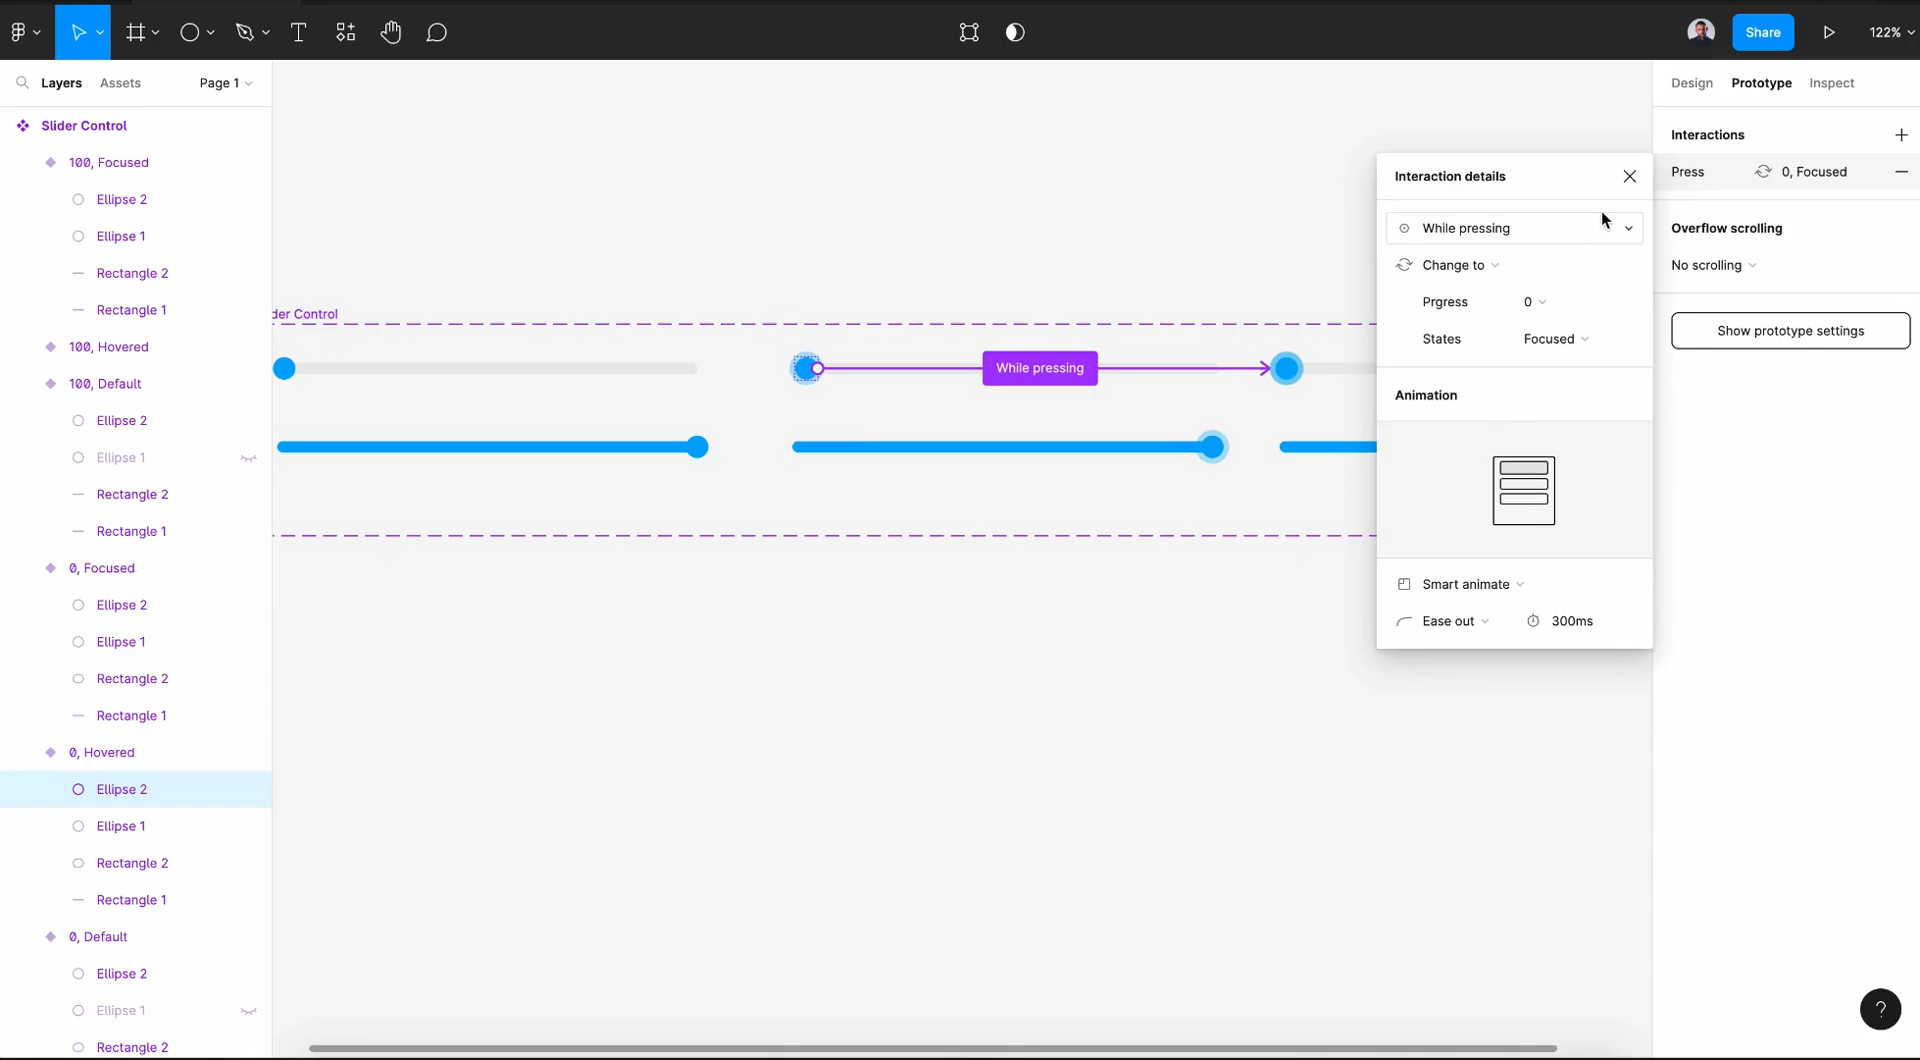 Share
122%
Layers
Assets
Page 1
Slider Control
100, Focused
Ellipse 2
Ellipse 1
Rectangle 2
Rectangle 1
100, Hovered
100, Default
Ellipse 2
Ellipse 1
Rectangle 2
Rectangle 1
0, Focused
Ellipse 2
Ellipse 1
Rectangle 2
Rectangle 1
0, Hovered
Ellipse 2
Ellipse 1
Rectangle 2
Rectangle 1
0, Default
Ellipse 2
Ellipse 1
Rectangle 2
der Control
While pressing
Interaction details
While pressing
Change to
Prgress 0
States Focused
Animation
Smart animate
Ease out 300ms
Design
Prototype
Inspect
Interactions
Press 0, Focused
Overflow scrolling
No scrolling
Show prototype settings
?